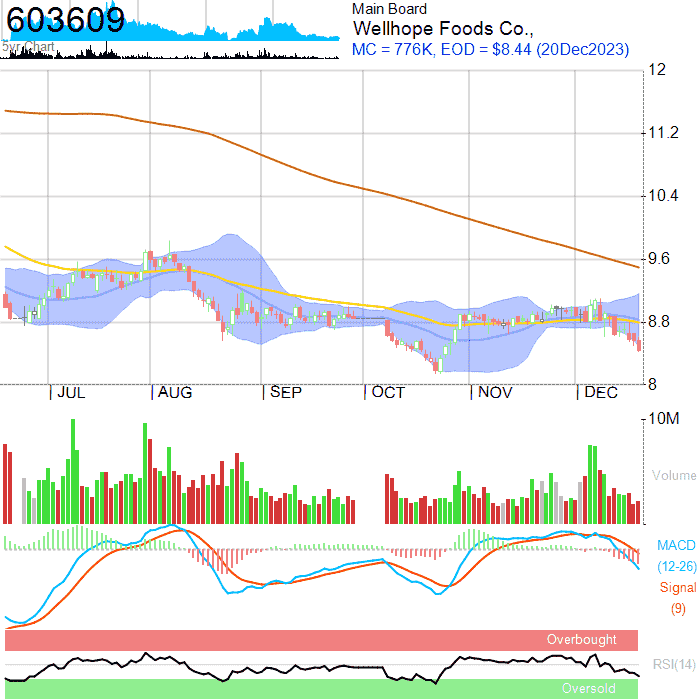 603609
5yr Chart
Main Board
Wellhope Foods Co.,
MC = 776K, EOD = $8.44 (20Dec2023)
12
11.2
10.4
9.6
8.8
8
JUL AUG SEP OCT NOV DEC
10M
Volume
MACD
(12-26)
Signal
(9)
Overbought
RSI(14)
Oversold